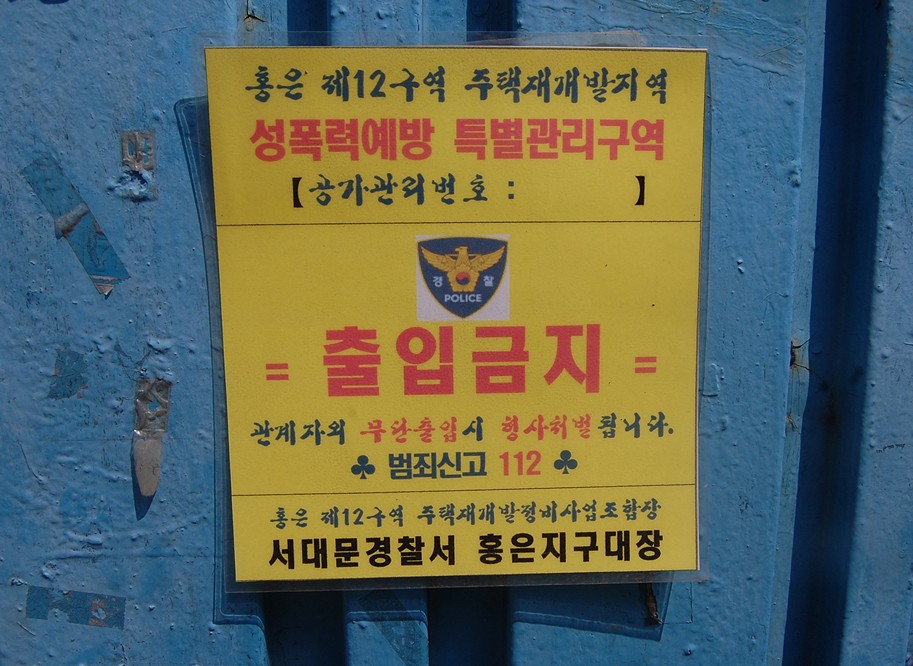 홍은 제12구역 주택재개발지역
성폭력예방 특별관리구역
【공가관리번호 : 】
경찰
POLICE
= 출입금지 =
관계자외 무단출입시 형사처벌 됩니다.
♣ 범죄신고 112 ♣
홍은 제12구역 주택재개발정비사업조합장
서대문경찰서 홍은지구대장